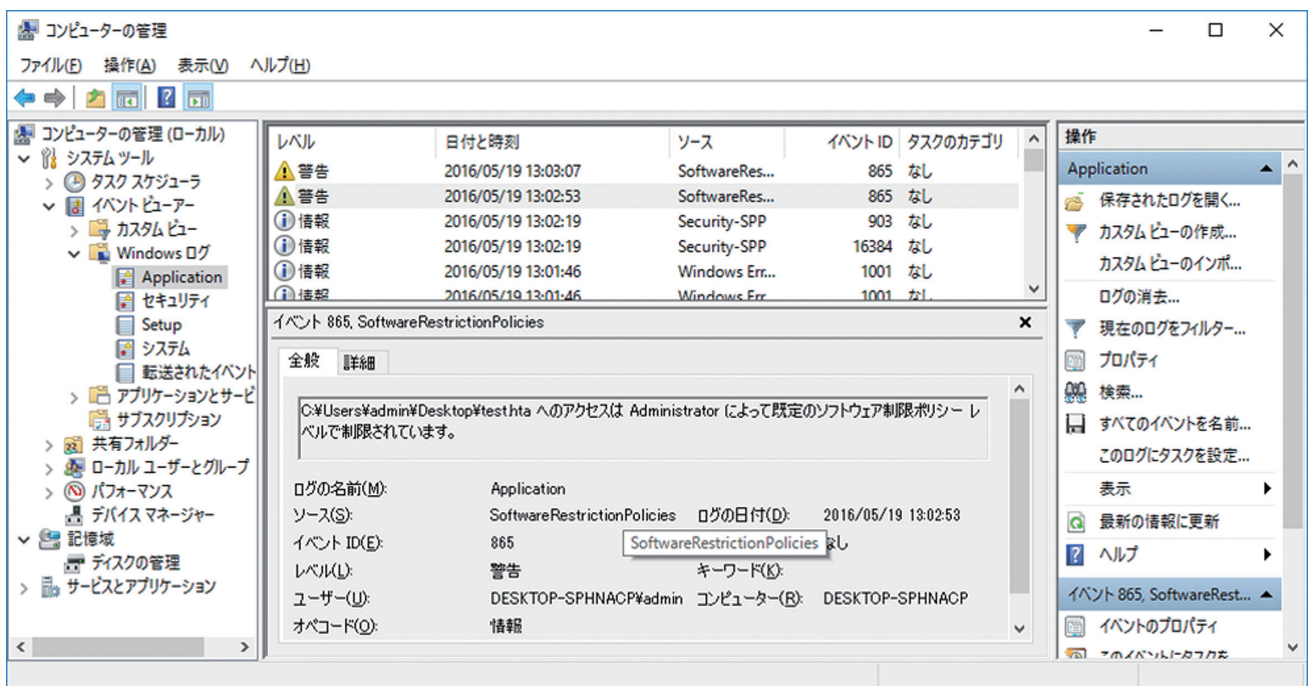 コンピューターの管理
ファイル(F) 操作(A) 表示(V) ヘルプ(H)
コンピューターの管理 (ローカル)
システム ツール
タスク スケジューラ
イベント ビューアー
カスタム ビュー
Windows ログ
Application
セキュリティ
Setup
システム
転送されたイベント
アプリケーションとサービ
サブスクリプション
共有フォルダー
ローカル ユーザーとグループ
パフォーマンス
デバイス マネージャー
記憶域
ディスクの管理
サービスとアプリケーション
レベル 日付と時刻 ソース イベント ID タスクのカテゴリ
警告 2016/05/19 13:03:07 SoftwareRes... 865 なし
警告 2016/05/19 13:02:53 SoftwareRes... 865 なし
情報 2016/05/19 13:02:19 Security-SPP 903 なし
情報 2016/05/19 13:02:19 Security-SPP 16384 なし
情報 2016/05/19 13:01:46 Windows Err... 1001 なし
情報 2016/05/19 13:01:46 Windows Err 1001 なし
イベント 865, SoftwareRestrictionPolicies
全般 詳細
C:¥Users¥admin¥Desktop¥test.hta へのアクセスは Administrator によって既定のソフトウェア制限ポリシー レ
ベルで制限されています。
ログの名前(M): Application
ソース(S): SoftwareRestrictionPolicies ログの日付(D): 2016/05/19 13:02:53
イベント ID(E): 865 SoftwareRestrictionPolicies なし
レベル(L): 警告 キーワード(K):
ユーザー(U): DESKTOP-SPHNACP¥admin コンピューター(R): DESKTOP-SPHNACP
オペコード(O): 情報
操作
Application
保存されたログを開く...
カスタム ビューの作成...
カスタム ビューのインポ...
ログの消去...
現在のログをフィルター...
プロパティ
検索...
すべてのイベントを名前...
このログにタスクを設定...
表示
最新の情報に更新
ヘルプ
イベント 865, SoftwareRest...
イベントのプロパティ
このイベントにタスクを